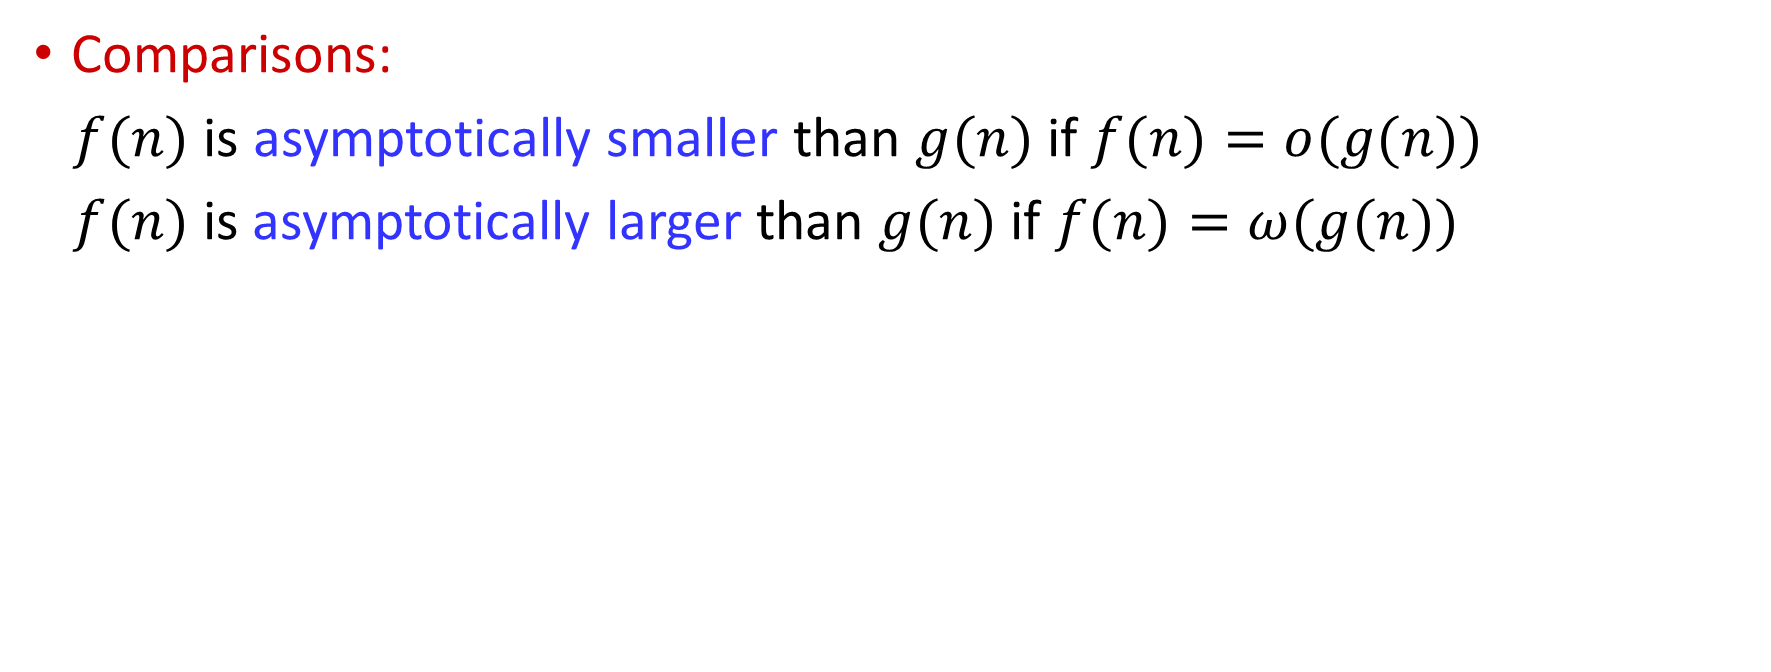 • Comparisons:
f(n) is asymptotically smaller than g(n) if f(n) = o(g(n))
f(n) is asymptotically larger than g(n) if f(n) = ω(g(n))